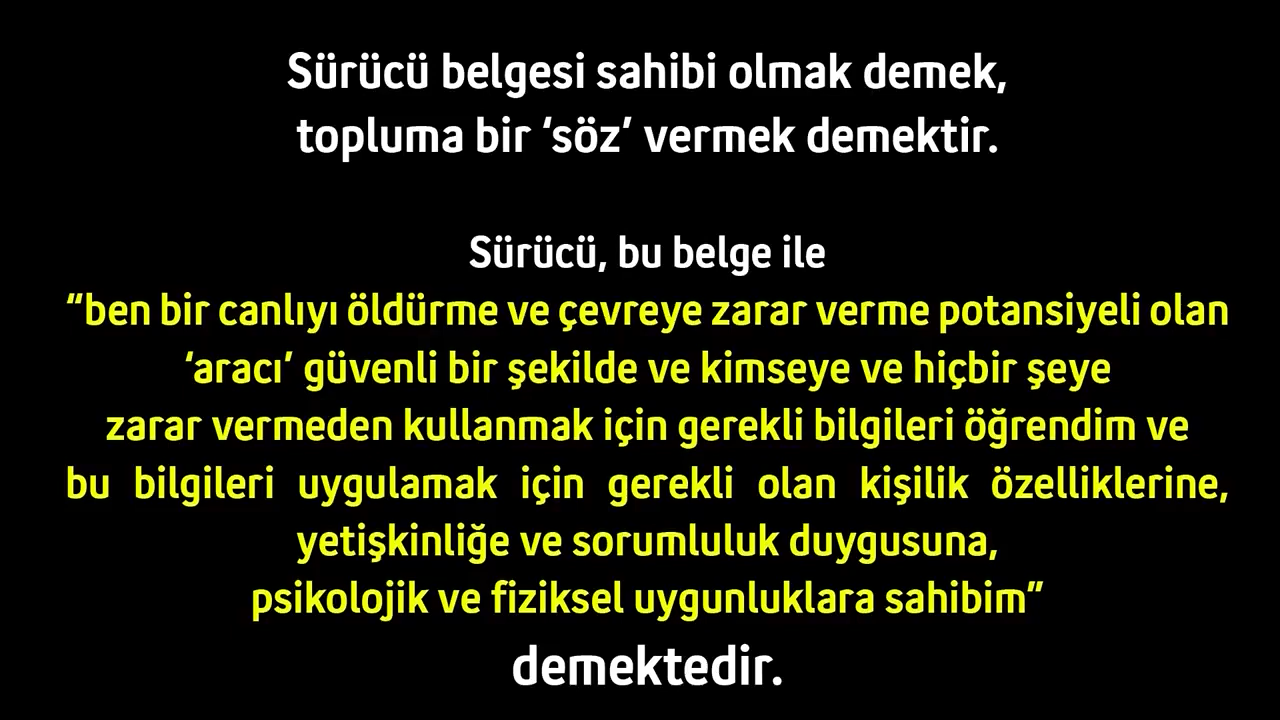 Sürücü belgesi sahibi olmak demek,
topluma bir ‘söz’ vermek demektir.
Sürücü, bu belge ile
“ben bir canlıyı öldürme ve çevreye zarar verme potansiyeli olan
‘aracı’ güvenli bir şekilde ve kimseye ve hiçbir şeye
zarar vermeden kullanmak için gerekli bilgileri öğrendim ve
bu bilgileri uygulamak için gerekli olan kişilik özelliklerine,
yetişkinliğe ve sorumluluk duygusuna,
psikolojik ve fiziksel uygunluklara sahibim”
demektedir.